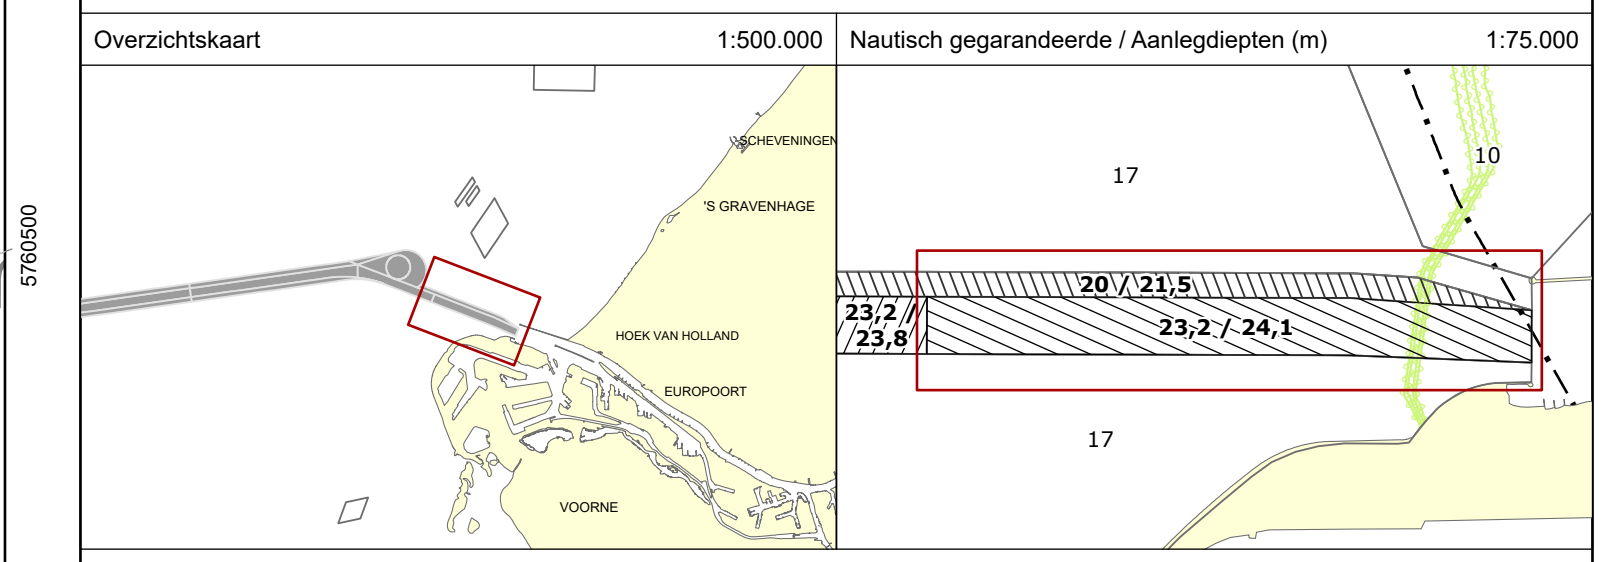 5760500
Overzichtskaart 1:500.000
SCHEVENINGEN
'S GRAVENHAGE
HOEK VAN HOLLAND
EUROPOORT
VOORNE
Nautisch gegarandeerde / Aanlegdiepten (m) 1:75.000
10
17
20 / 21,5
23,2 /
23,8
23,2 / 24,1
17